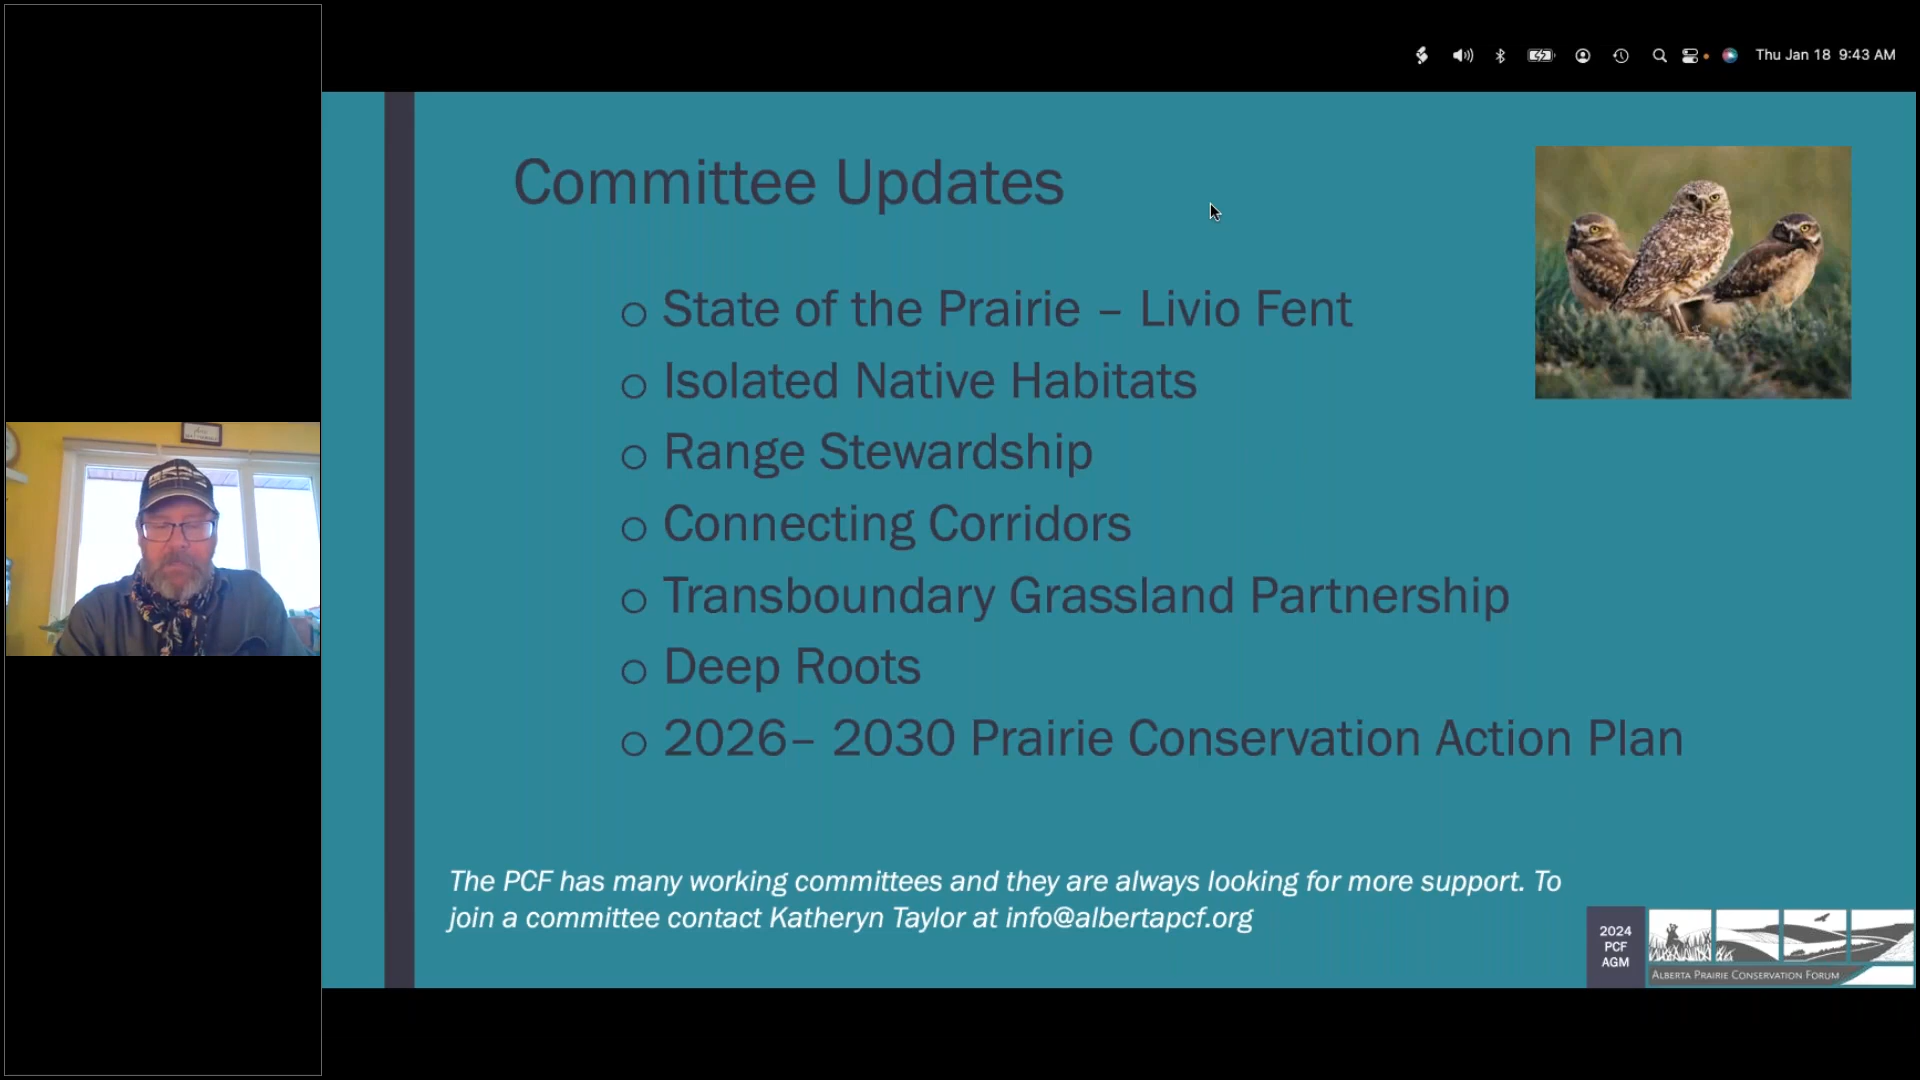 Thu Jan 18 9:43 AM
Committee Updates
State of the Prairie – Livio Fent
Isolated Native Habitats
Range Stewardship
Connecting Corridors
Transboundary Grassland Partnership
Deep Roots
2026– 2030 Prairie Conservation Action Plan
The PCF has many working committees and they are always looking for more support. To
join a committee contact Katheryn Taylor at info@albertapcf.org
2024
PCF
AGM
ALBERTA PRAIRIE CONSERVATION FORUM